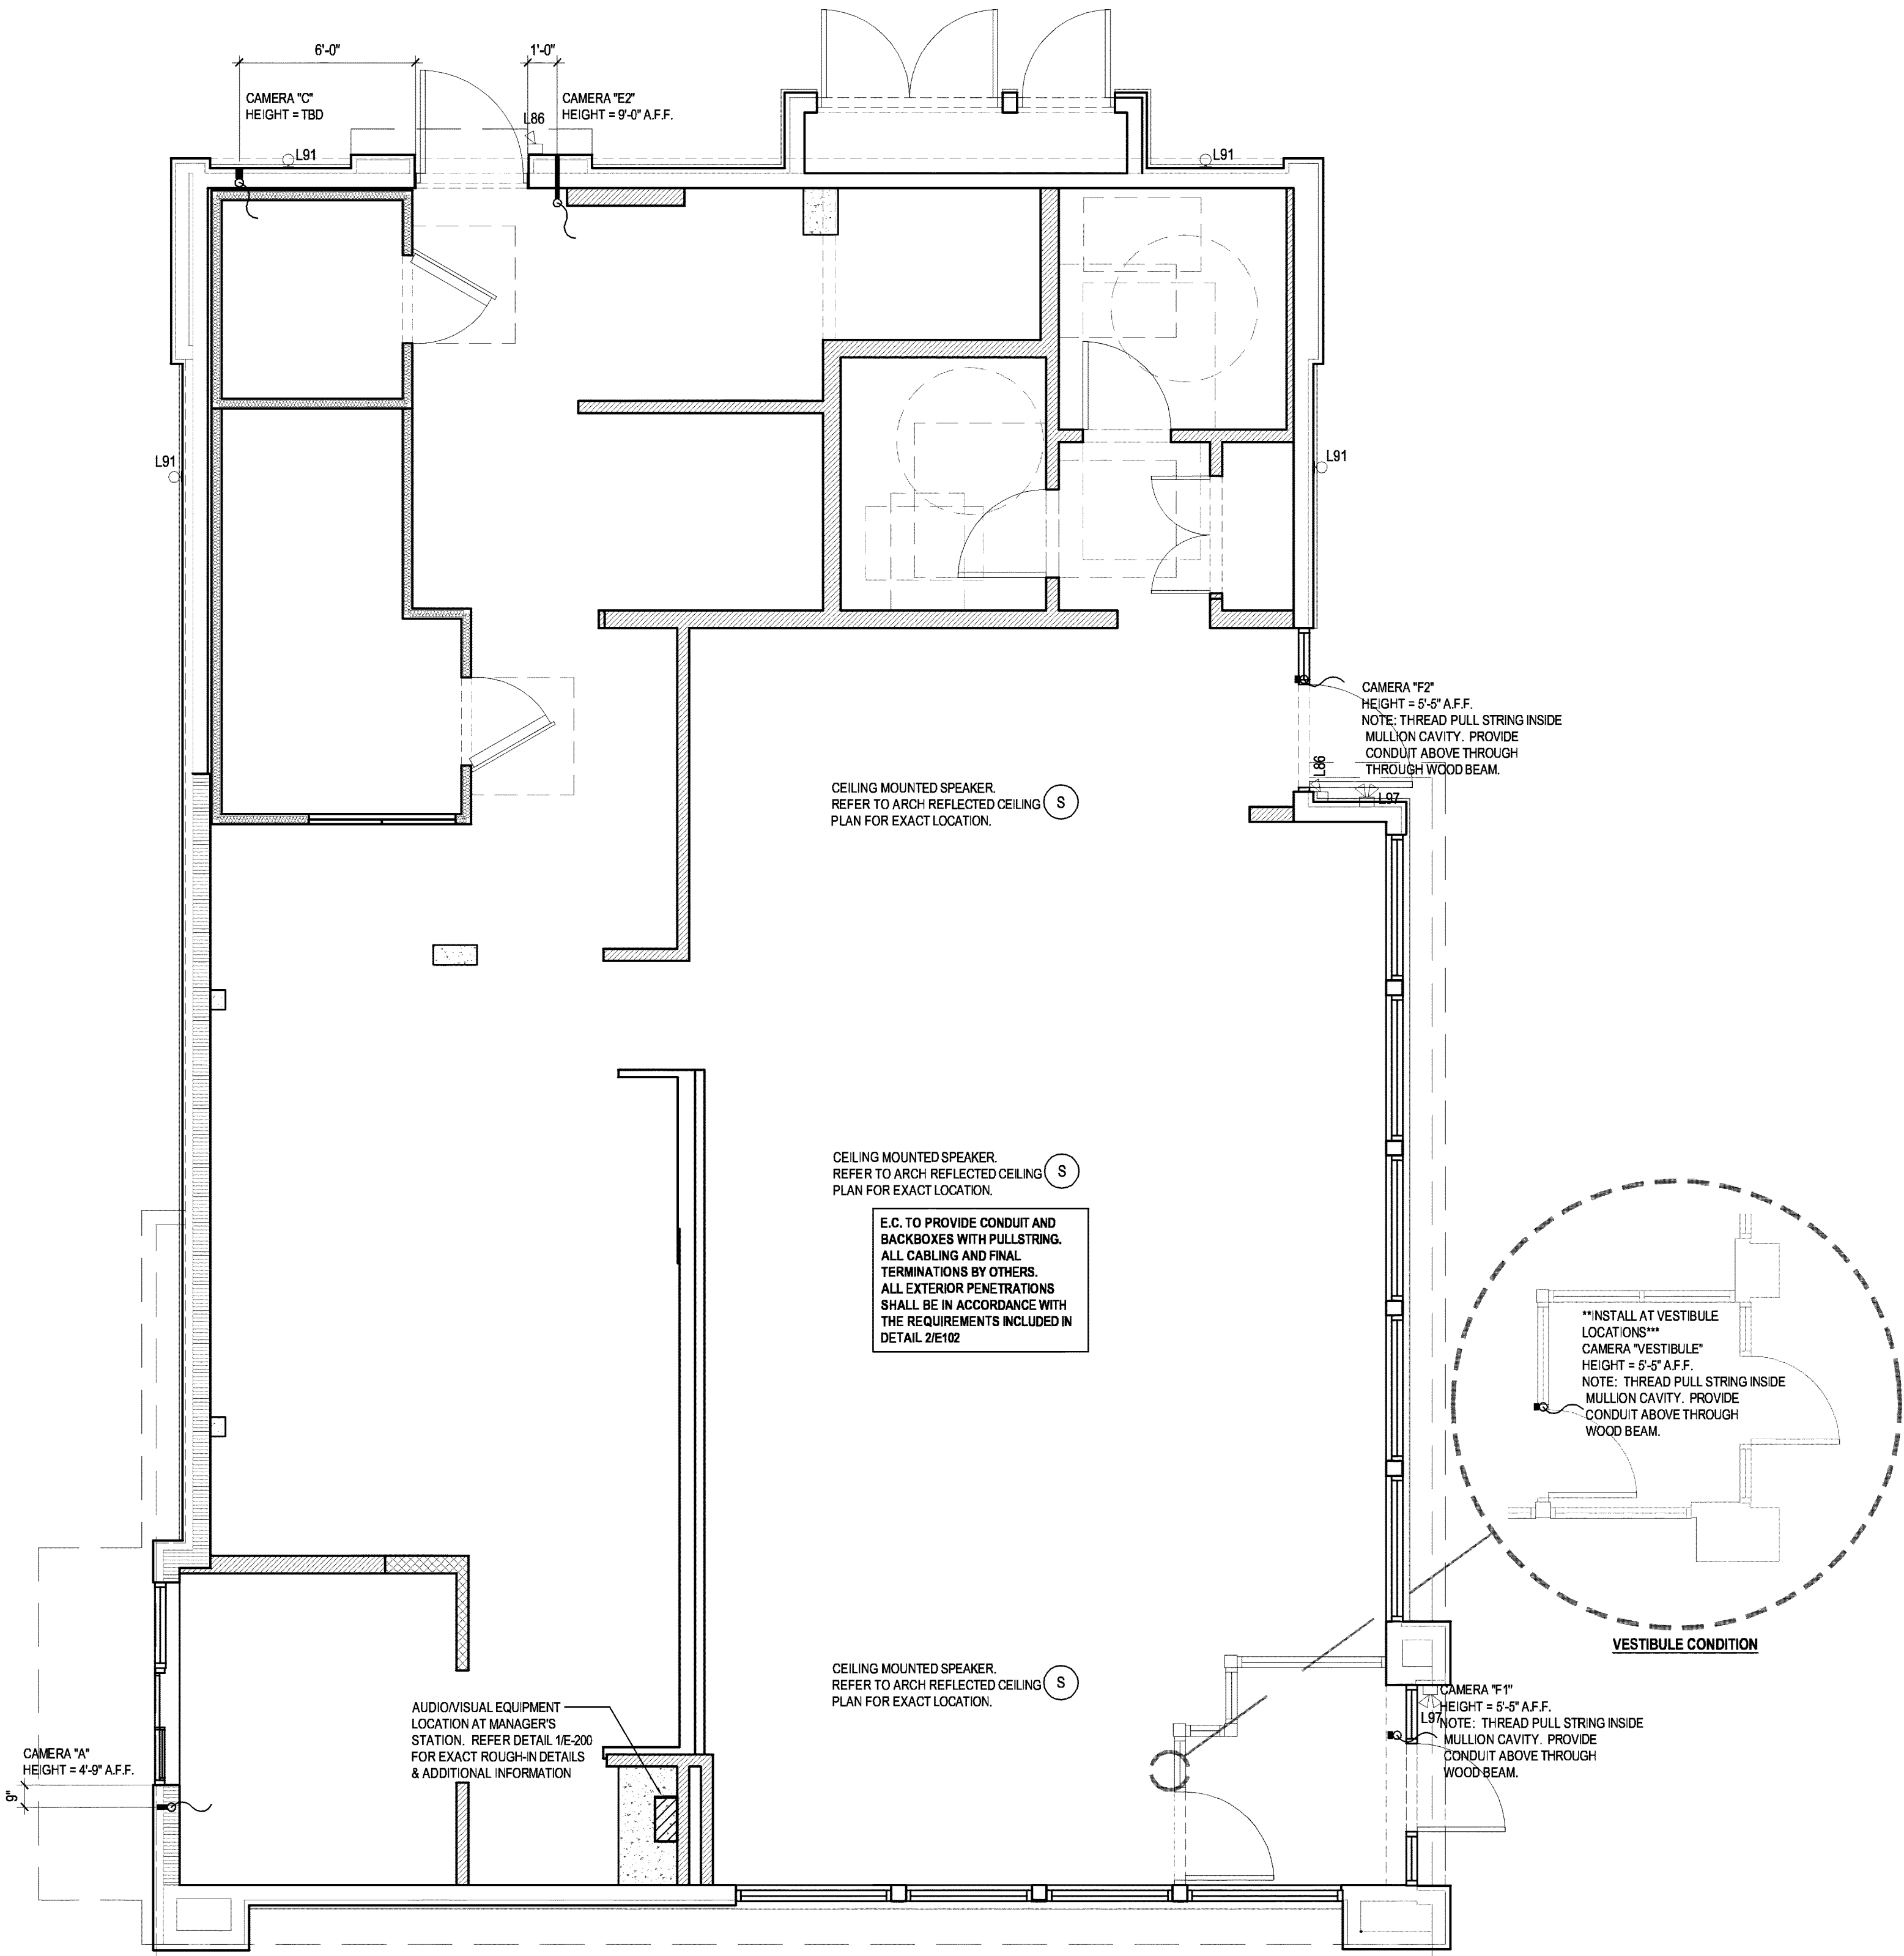 6'-0"
1'-0"
CAMERA "C"
HEIGHT = TBD
CAMERA "E2"
HEIGHT = 9'-0" A.F.F.
L86
L91
L91
L91
L91
CAMERA "F2"
HEIGHT = 5'-5" A.F.F.
NOTE: THREAD PULL STRING INSIDE
MULLION CAVITY. PROVIDE
CONDUIT ABOVE THROUGH
THROUGH WOOD BEAM.
L86
L97
CEILING MOUNTED SPEAKER.
REFER TO ARCH REFLECTED CEILING
PLAN FOR EXACT LOCATION.
S
CEILING MOUNTED SPEAKER.
REFER TO ARCH REFLECTED CEILING
PLAN FOR EXACT LOCATION.
S
E.C. TO PROVIDE CONDUIT AND
BACKBOXES WITH PULLSTRING.
ALL CABLING AND FINAL
TERMINATIONS BY OTHERS.
ALL EXTERIOR PENETRATIONS
SHALL BE IN ACCORDANCE WITH
THE REQUIREMENTS INCLUDED IN
DETAIL 2/E102
**INSTALL AT VESTIBULE
LOCATIONS***
CAMERA "VESTIBULE"
HEIGHT = 5'-5" A.F.F.
NOTE: THREAD PULL STRING INSIDE
MULLION CAVITY. PROVIDE
CONDUIT ABOVE THROUGH
WOOD BEAM.
VESTIBULE CONDITION
CEILING MOUNTED SPEAKER.
REFER TO ARCH REFLECTED CEILING
PLAN FOR EXACT LOCATION.
S
CAMERA "F1"
HEIGHT = 5'-5" A.F.F.
L97
NOTE: THREAD PULL STRING INSIDE
MULLION CAVITY. PROVIDE
CONDUIT ABOVE THROUGH
WOOD BEAM.
AUDIO/VISUAL EQUIPMENT
LOCATION AT MANAGER'S
STATION. REFER DETAIL 1/E-200
FOR EXACT ROUGH-IN DETAILS
& ADDITIONAL INFORMATION
CAMERA "A"
HEIGHT = 4'-9" A.F.F.
9"